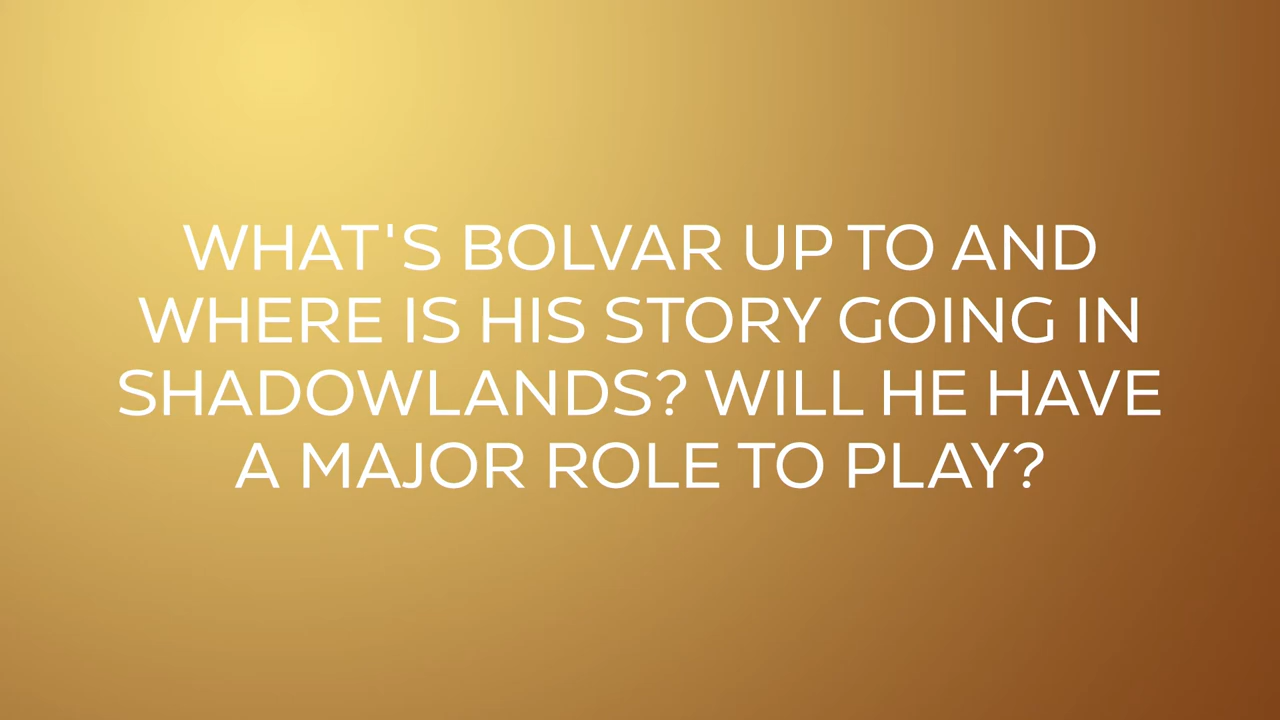 WHAT'S BOLVAR UP TO AND
WHERE IS HIS STORY GOING IN
SHADOWLANDS? WILL HE HAVE
A MAJOR ROLE TO PLAY?